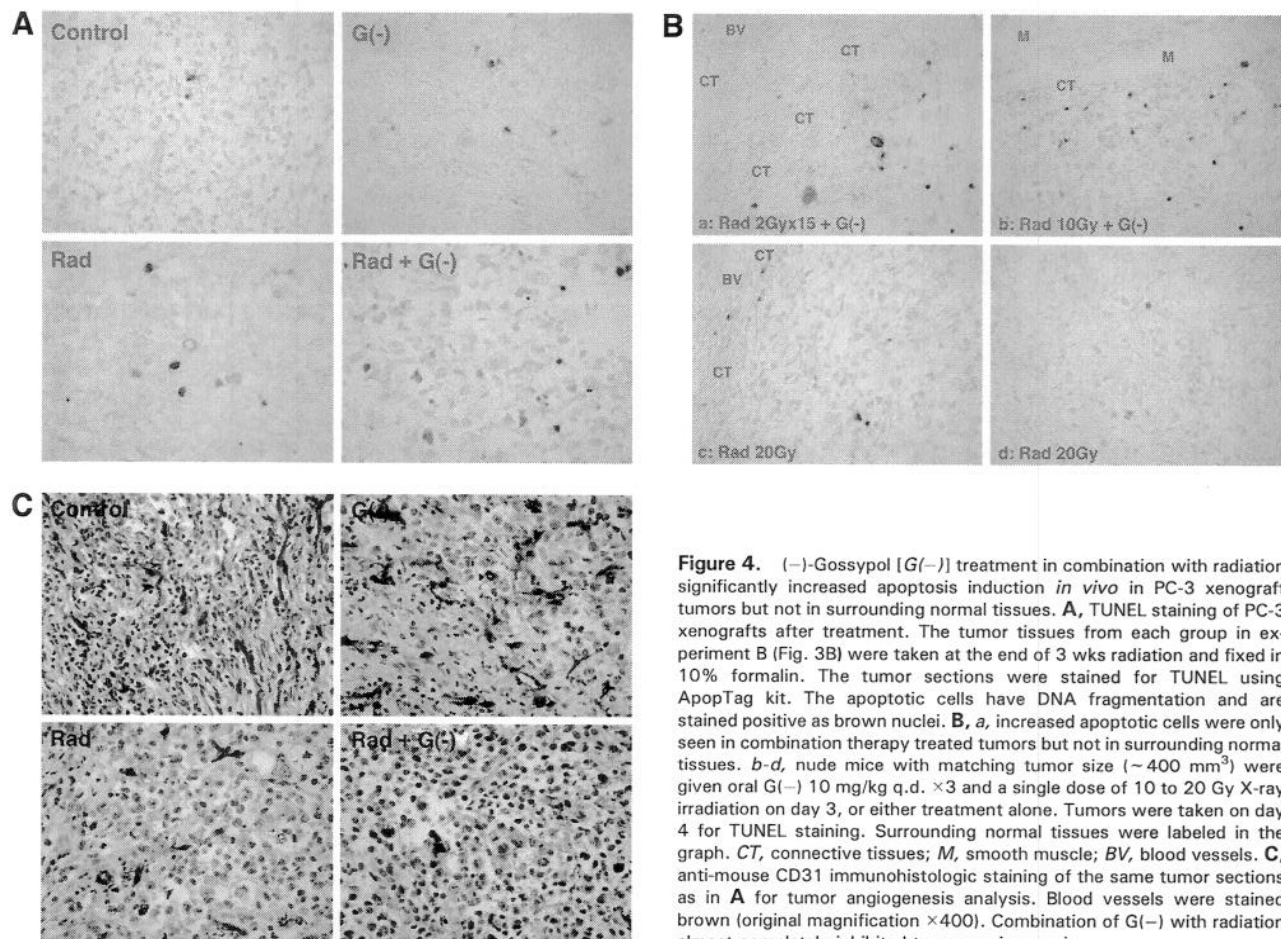 A
Control
G(-)
Rad
Rad + G(-)
B
BV
CT
CT
CT
CT
a: Rad 2Gyx15 + G(-)
M
M
CT
b: Rad 10Gy + G(-)
CT
BV
CT
c: Rad 20Gy
d: Rad 20Gy
C
Control
G(-)
Rad
Rad + G(-)
Figure 4. (−)-Gossypol [G(−)] treatment in combination with radiation
significantly increased apoptosis induction in vivo in PC-3 xenograft
tumors but not in surrounding normal tissues. A, TUNEL staining of PC-3
xenografts after treatment. The tumor tissues from each group in ex-
periment B (Fig. 3B) were taken at the end of 3 wks radiation and fixed in
10% formalin. The tumor sections were stained for TUNEL using
ApopTag kit. The apoptotic cells have DNA fragmentation and are
stained positive as brown nuclei. B, a, increased apoptotic cells were only
seen in combination therapy treated tumors but not in surrounding normal
tissues. b-d, nude mice with matching tumor size (~400 mm³) were
given oral G(−) 10 mg/kg q.d. ×3 and a single dose of 10 to 20 Gy X-ray
irradiation on day 3, or either treatment alone. Tumors were taken on day
4 for TUNEL staining. Surrounding normal tissues were labeled in the
graph. CT, connective tissues; M, smooth muscle; BV, blood vessels. C,
anti-mouse CD31 immunohistologic staining of the same tumor sections
as in A for tumor angiogenesis analysis. Blood vessels were stained
brown (original magnification ×400). Combination of G(−) with radiation